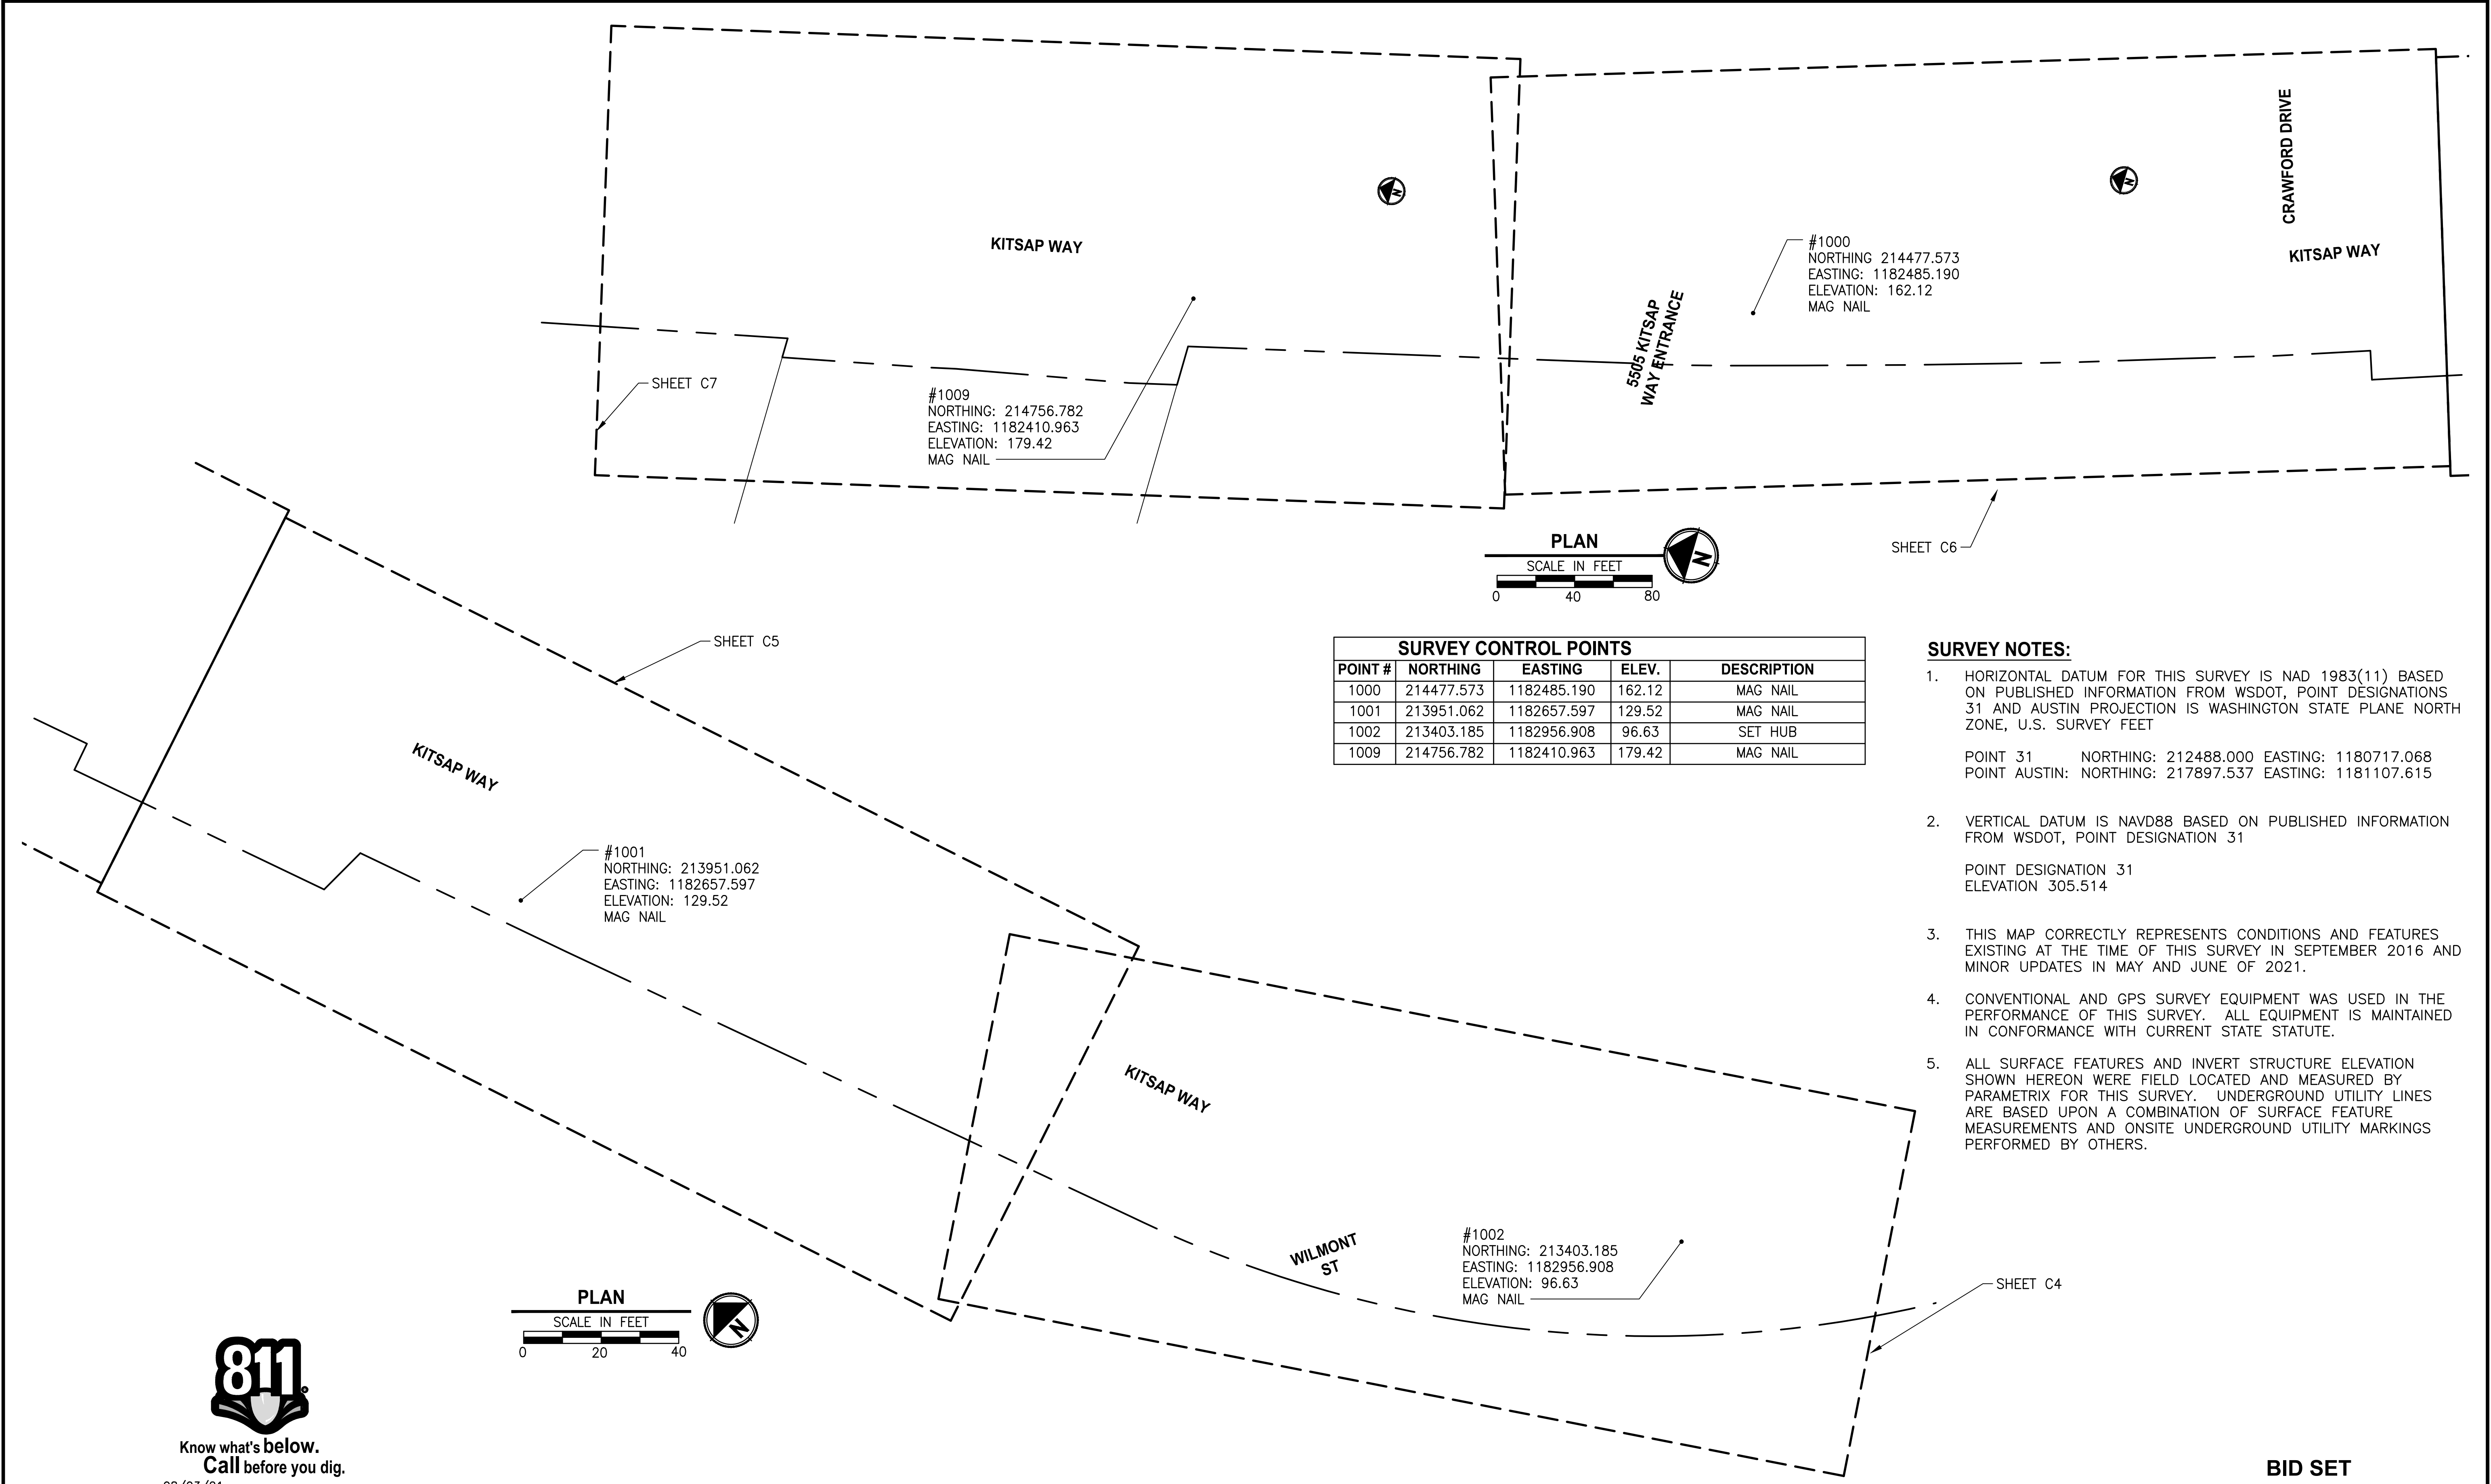 KITSAP WAY
N
N
CRAWFORD DRIVE
KITSAP WAY
#1000
NORTHING 214477.573
EASTING: 1182485.190
ELEVATION: 162.12
MAG NAIL
5505 KITSAP
WAY ENTRANCE
SHEET C7
#1009
NORTHING: 214756.782
EASTING: 1182410.963
ELEVATION: 179.42
MAG NAIL
PLAN
SCALE IN FEET
0 40 80
N
SHEET C6
SHEET C5
KITSAP WAY
#1001
NORTHING: 213951.062
EASTING: 1182657.597
ELEVATION: 129.52
MAG NAIL
SURVEY CONTROL POINTS
POINT # NORTHING EASTING ELEV. DESCRIPTION
1000 214477.573 1182485.190 162.12 MAG NAIL
1001 213951.062 1182657.597 129.52 MAG NAIL
1002 213403.185 1182956.908 96.63 SET HUB
1009 214756.782 1182410.963 179.42 MAG NAIL
SURVEY NOTES:
1. HORIZONTAL DATUM FOR THIS SURVEY IS NAD 1983(11) BASED
ON PUBLISHED INFORMATION FROM WSDOT, POINT DESIGNATIONS
31 AND AUSTIN PROJECTION IS WASHINGTON STATE PLANE NORTH
ZONE, U.S. SURVEY FEET
POINT 31 NORTHING: 212488.000 EASTING: 1180717.068
POINT AUSTIN: NORTHING: 217897.537 EASTING: 1181107.615
2. VERTICAL DATUM IS NAVD88 BASED ON PUBLISHED INFORMATION
FROM WSDOT, POINT DESIGNATION 31
POINT DESIGNATION 31
ELEVATION 305.514
3. THIS MAP CORRECTLY REPRESENTS CONDITIONS AND FEATURES
EXISTING AT THE TIME OF THIS SURVEY IN SEPTEMBER 2016 AND
MINOR UPDATES IN MAY AND JUNE OF 2021.
4. CONVENTIONAL AND GPS SURVEY EQUIPMENT WAS USED IN THE
PERFORMANCE OF THIS SURVEY. ALL EQUIPMENT IS MAINTAINED
IN CONFORMANCE WITH CURRENT STATE STATUTE.
5. ALL SURFACE FEATURES AND INVERT STRUCTURE ELEVATION
SHOWN HEREON WERE FIELD LOCATED AND MEASURED BY
PARAMETRIX FOR THIS SURVEY. UNDERGROUND UTILITY LINES
ARE BASED UPON A COMBINATION OF SURFACE FEATURE
MEASUREMENTS AND ONSITE UNDERGROUND UTILITY MARKINGS
PERFORMED BY OTHERS.
KITSAP WAY
WILMONT
ST
#1002
NORTHING: 213403.185
EASTING: 1182956.908
ELEVATION: 96.63
MAG NAIL
SHEET C4
PLAN
SCALE IN FEET
0 20 40
N
811
Know what's below.
Call before you dig.
BID SET